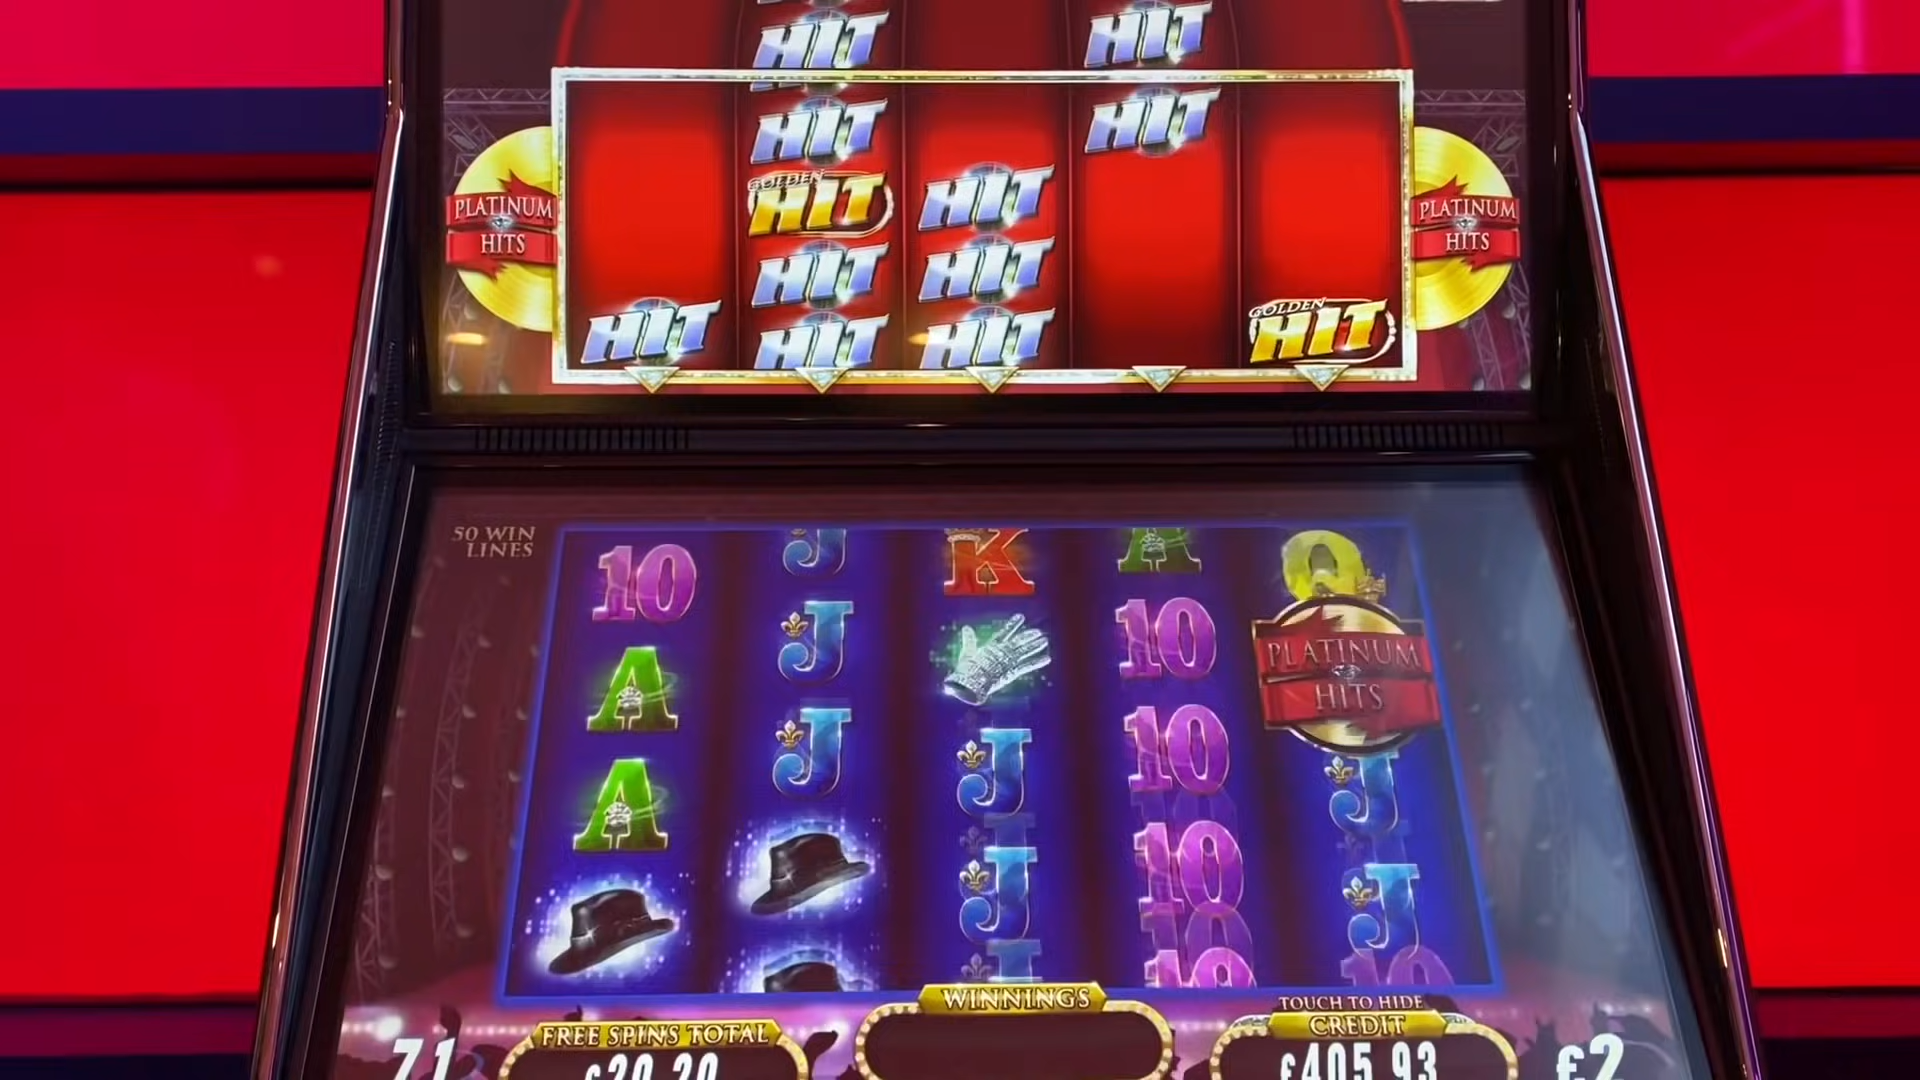 HIT HIT
HIT HIT
GOLDEN
HIT HIT
HIT HIT
HIT HIT HIT
GOLDEN
HIT
PLATINUM
HITS
PLATINUM
HITS
50 WIN
LINES
10 J K A Q
A J 10
PLATINUM
HITS
A J J 10 J
J 10 J
10 10
WINNINGS
FREE SPINS TOTAL
TOUCH TO HIDE
CREDIT
71
£405.93
£2